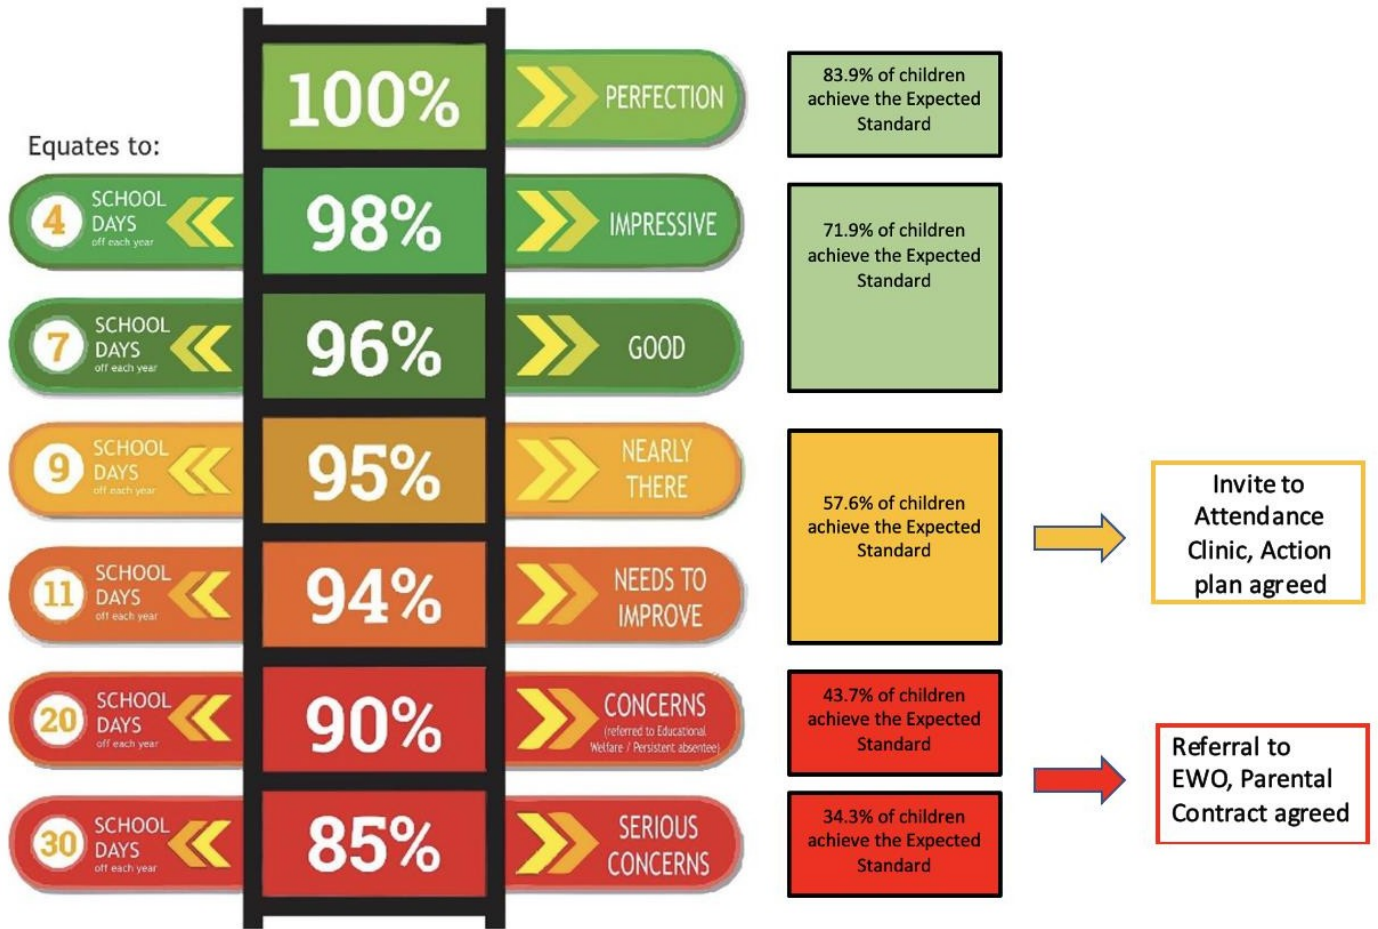 100%
PERFECTION
83.9% of children
achieve the Expected
Standard
Equates to:
4
SCHOOL
DAYS
off each year
98%
IMPRESSIVE
71.9% of children
achieve the Expected
Standard
7
SCHOOL
DAYS
off each year
96%
GOOD
9
SCHOOL
DAYS
off each year
95%
NEARLY
THERE
57.6% of children
achieve the Expected
Standard
Invite to
Attendance
Clinic, Action
plan agreed
11
SCHOOL
DAYS
off each year
94%
NEEDS TO
IMPROVE
20
SCHOOL
DAYS
off each year
90%
CONCERNS
(referred to Educational
Welfare / Persistent absentee)
43.7% of children
achieve the Expected
Standard
Referral to
EWO, Parental
Contract agreed
30
SCHOOL
DAYS
off each year
85%
SERIOUS
CONCERNS
34.3% of children
achieve the Expected
Standard